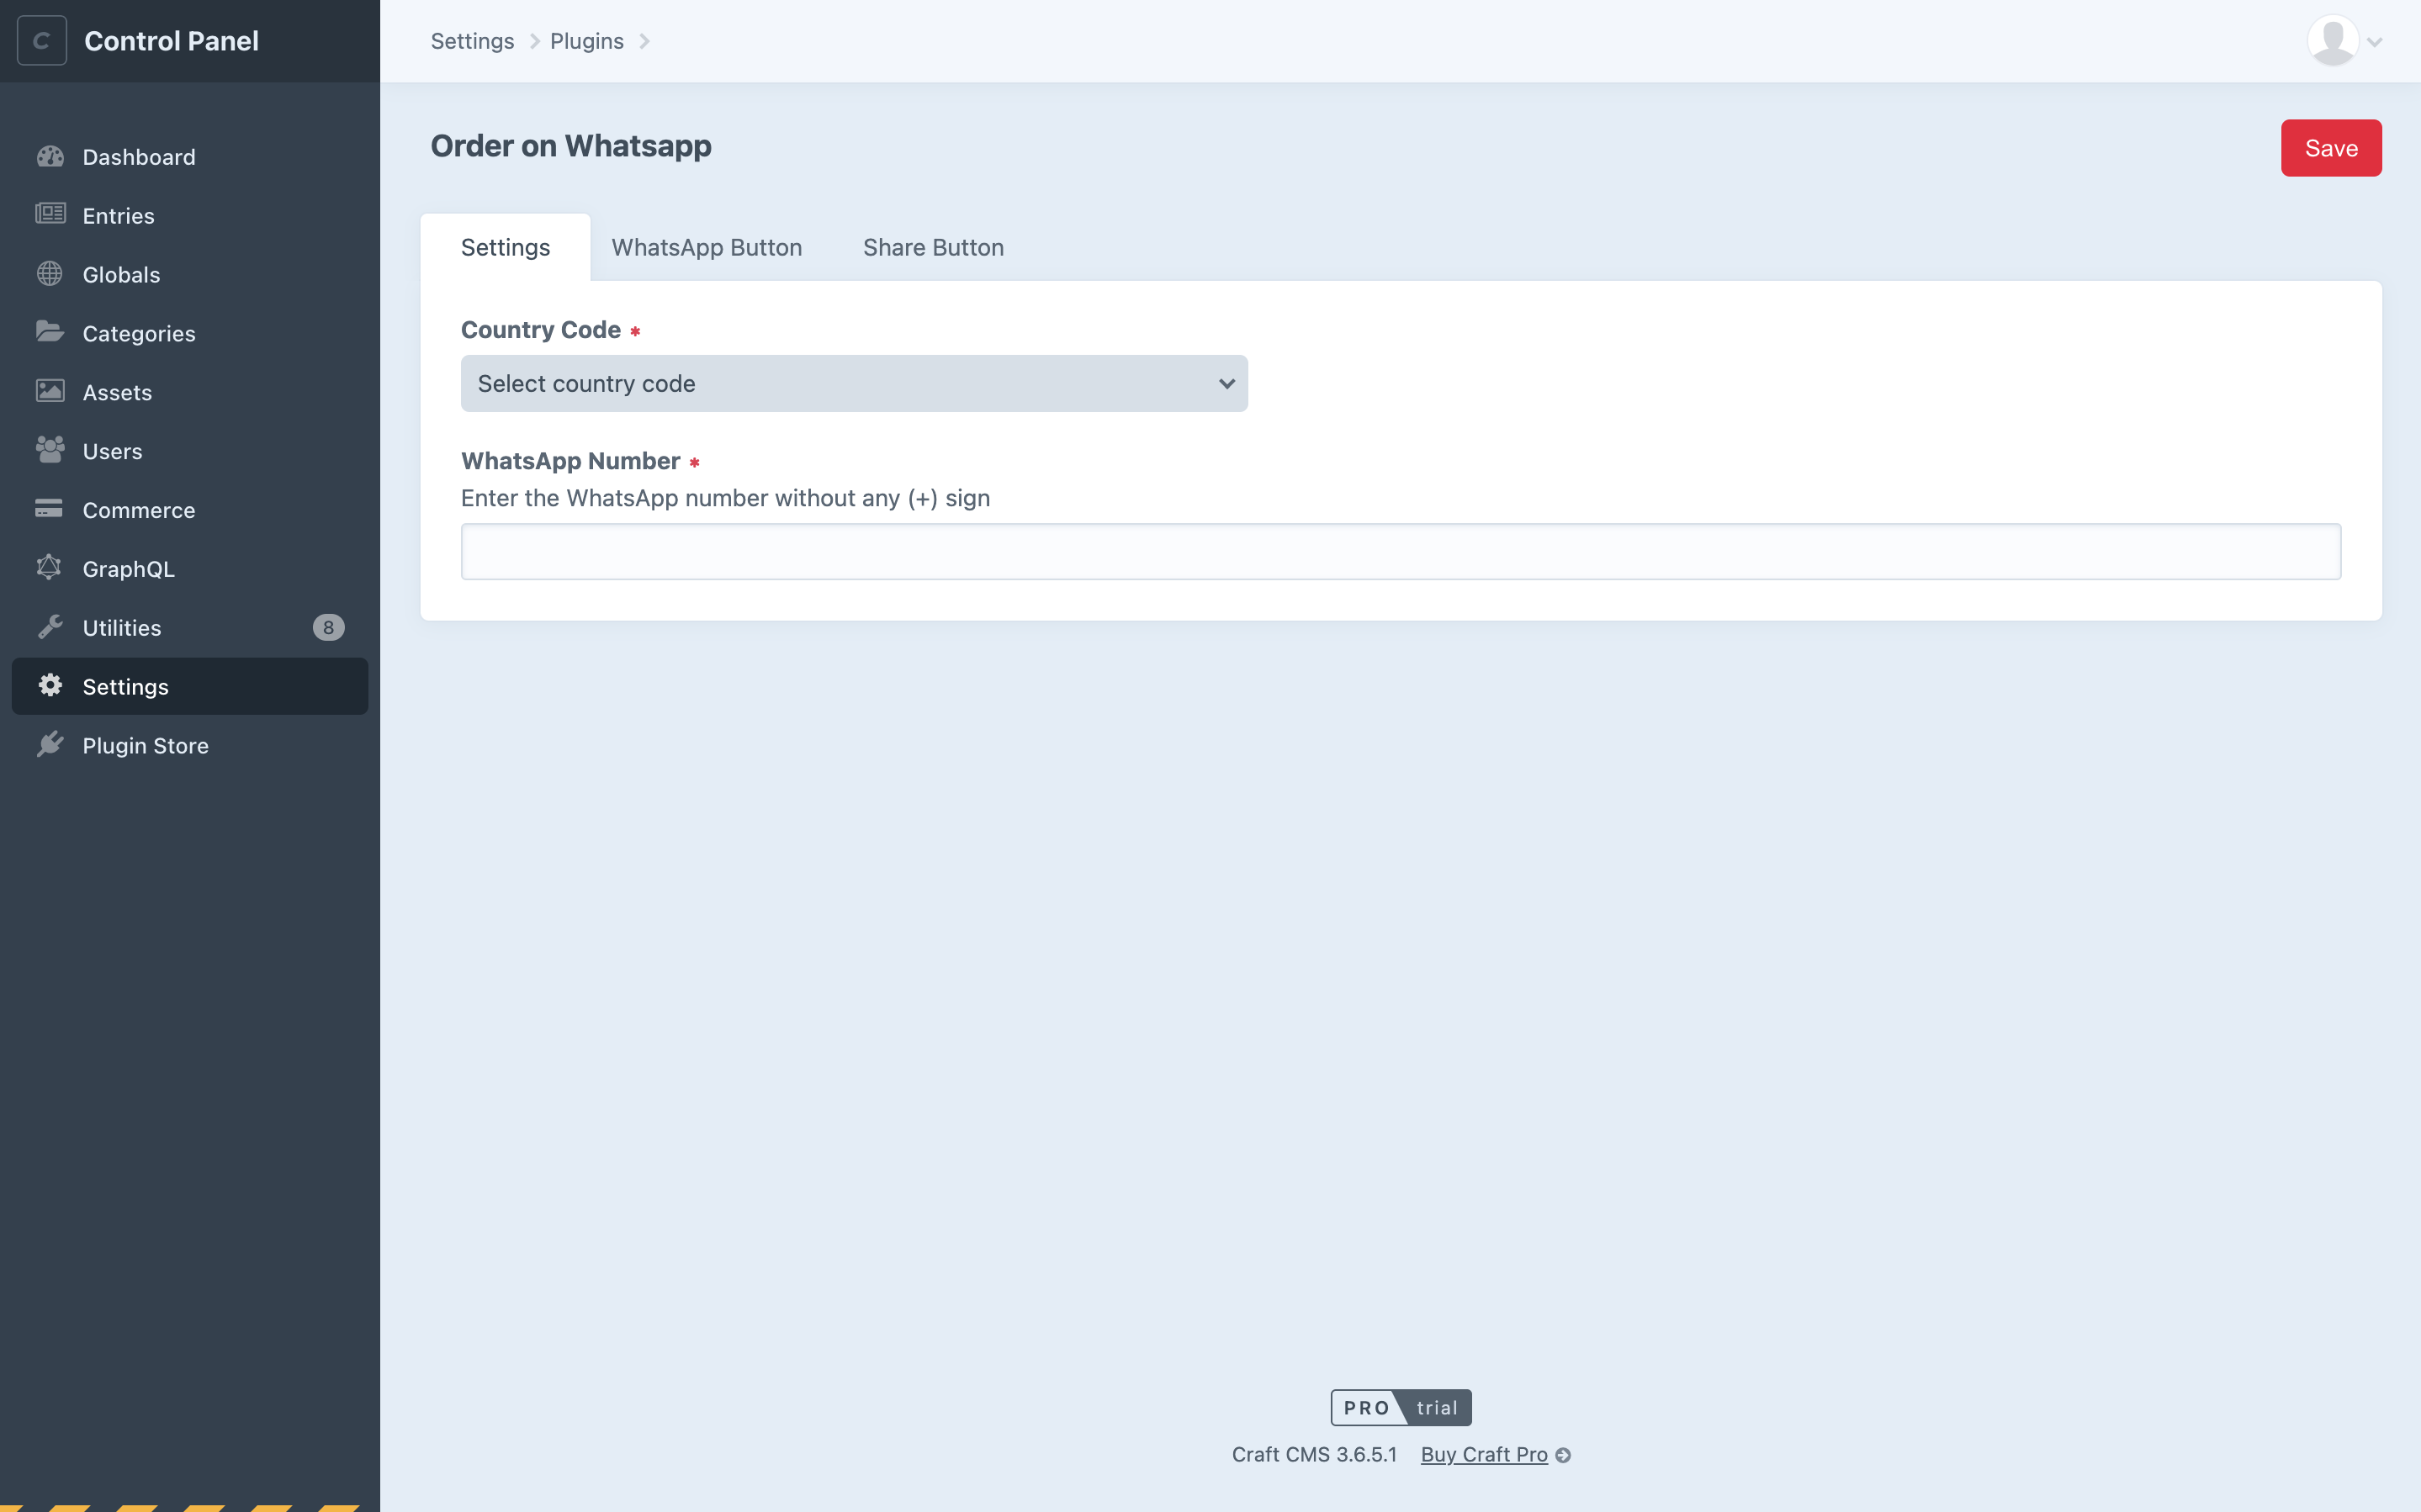 C Control Panel
Settings Plugins
Dashboard
Entries
Globals
Categories
Assets
Users
Commerce
GraphQL
Utilities 8
Settings
Plugin Store
Order on Whatsapp
Save
Settings WhatsApp Button Share Button
Country Code *
Select country code
WhatsApp Number *
Enter the WhatsApp number without any (+) sign
PRO trial
Craft CMS 3.6.5.1 Buy Craft Pro